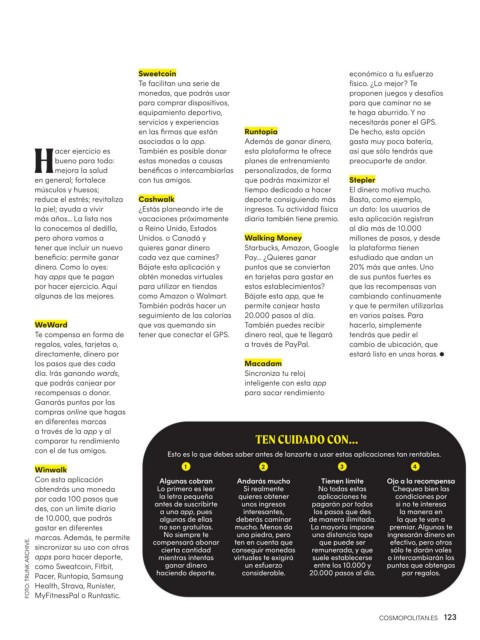 Hacer ejercicio es
bueno para todo:
mejora la salud
en general; fortalece
músculos y huesos;
reduce el estrés; revitaliza
la piel; ayuda a vivir
más años... La lista nos
la conocemos al dedillo,
pero ahora vamos a
tener que incluir un nuevo
beneficio: permite ganar
dinero. Como lo oyes:
hay apps que te pagan
por hacer ejercicio. Aquí
algunas de las mejores.
WeWard
Te compensa en forma de
regalos, vales, tarjetas o,
directamente, dinero por
los pasos que des cada
día. Irás ganando wards,
que podrás canjear por
recompensas o donar.
Ganarás puntos por las
compras online que hagas
en diferentes marcas
a través de la app y al
comparar tu rendimiento
con el de tus amigos.
Winwalk
Con esta aplicación
obtendrás una moneda
por cada 100 pasos que
des, con un límite diario
de 10.000, que podrás
gastar en diferentes
marcas. Además, te permite
sincronizar su uso con otras
apps para hacer deporte,
como Sweatcoin, Fitbit,
Pacer, Runtopia, Samsung
Health, Strava, Runister,
MyFitnessPal o Runtastic.
Sweetcoin
Te facilitan una serie de
monedas, que podrás usar
para comprar dispositivos,
equipamiento deportivo,
servicios y experiencias
en las firmas que están
asociadas a la app.
También es posible donar
estas monedas a causas
benéficas o intercambiarlas
con tus amigos.
Cashwalk
¿Estás planeando irte de
vacaciones próximamente
a Reino Unido, Estados
Unidos. o Canadá y
quieres ganar dinero
cada vez que camines?
Bájate esta aplicación y
obtén monedas virtuales
para utilizar en tiendas
como Amazon o Walmart.
También podrás hacer un
seguimiento de las calorías
que vas quemando sin
tener que conectar el GPS.
Runtopia
Además de ganar dinero,
esta plataforma te ofrece
planes de entrenamiento
personalizados, de forma
que podrás maximizar el
tiempo dedicado a hacer
deporte consiguiendo más
ingresos. Tu actividad física
diaria también tiene premio.
Walking Money
Starbucks, Amazon, Google
Pay... ¿Quieres ganar
puntos que se conviertan
en tarjetas para gastar en
estos establecimientos?
Bájate esta app, que te
permite canjear hasta
20.000 pasos al día.
También puedes recibir
dinero real, que te llegará
a través de PayPal.
Macadam
Sincroniza tu reloj
inteligente con esta app
para sacar rendimiento
económico a tu esfuerzo
físico. ¿Lo mejor? Te
proponen juegos y desafíos
para que caminar no se
te haga aburrido. Y no
necesitarás poner el GPS.
De hecho, esta opción
gasta muy poca batería,
así que sólo tendrás que
preocuparte de andar.
Stepler
El dinero motiva mucho.
Basta, como ejemplo,
un dato: los usuarios de
esta aplicación registran
al día más de 10.000
millones de pasos, y desde
la plataforma tienen
estudiado que andan un
20% más que antes. Uno
de sus puntos fuertes es
que las recompensas van
cambiando continuamente
y que te permiten utilizarlas
en varios países. Para
hacerlo, simplemente
tendrás que pedir el
cambio de ubicación, que
estará listo en unas horas.
TEN CUIDADO CON...
Esto es lo que debes saber antes de lanzarte a usar estas aplicaciones tan rentables.
1
Algunas cobran
Lo primero es leer
la letra pequeña
antes de suscribirte
a una app, pues
algunas de ellas
no son gratuitas.
No siempre te
compensará abonar
cierta cantidad
mientras intentas
ganar dinero
haciendo deporte.
2
Andarás mucho
Si realmente
quieres obtener
unos ingresos
interesantes,
deberás caminar
mucho. Menos da
una piedra, pero
ten en cuenta que
conseguir monedas
virtuales te exigirá
un esfuerzo
considerable.
3
Tienen límite
No todas estas
aplicaciones te
pagarán por todos
los pasos que des
de manera ilimitada.
La mayoría impone
una distancia tope
que puede ser
remunerada, y que
suele establecerse
entre los 10.000 y
20.000 pasos al día.
4
Ojo a la recompensa
Chequea bien las
condiciones por
si no te interesa
la manera en
la que te van a
premiar. Algunas te
ingresarán dinero en
efectivo, pero otras
sólo te darán vales
o intercambiarán los
puntos que obtengas
por regalos.
FOTO: TRUNK ARCHIVE.
COSMOPOLITAN.ES 123